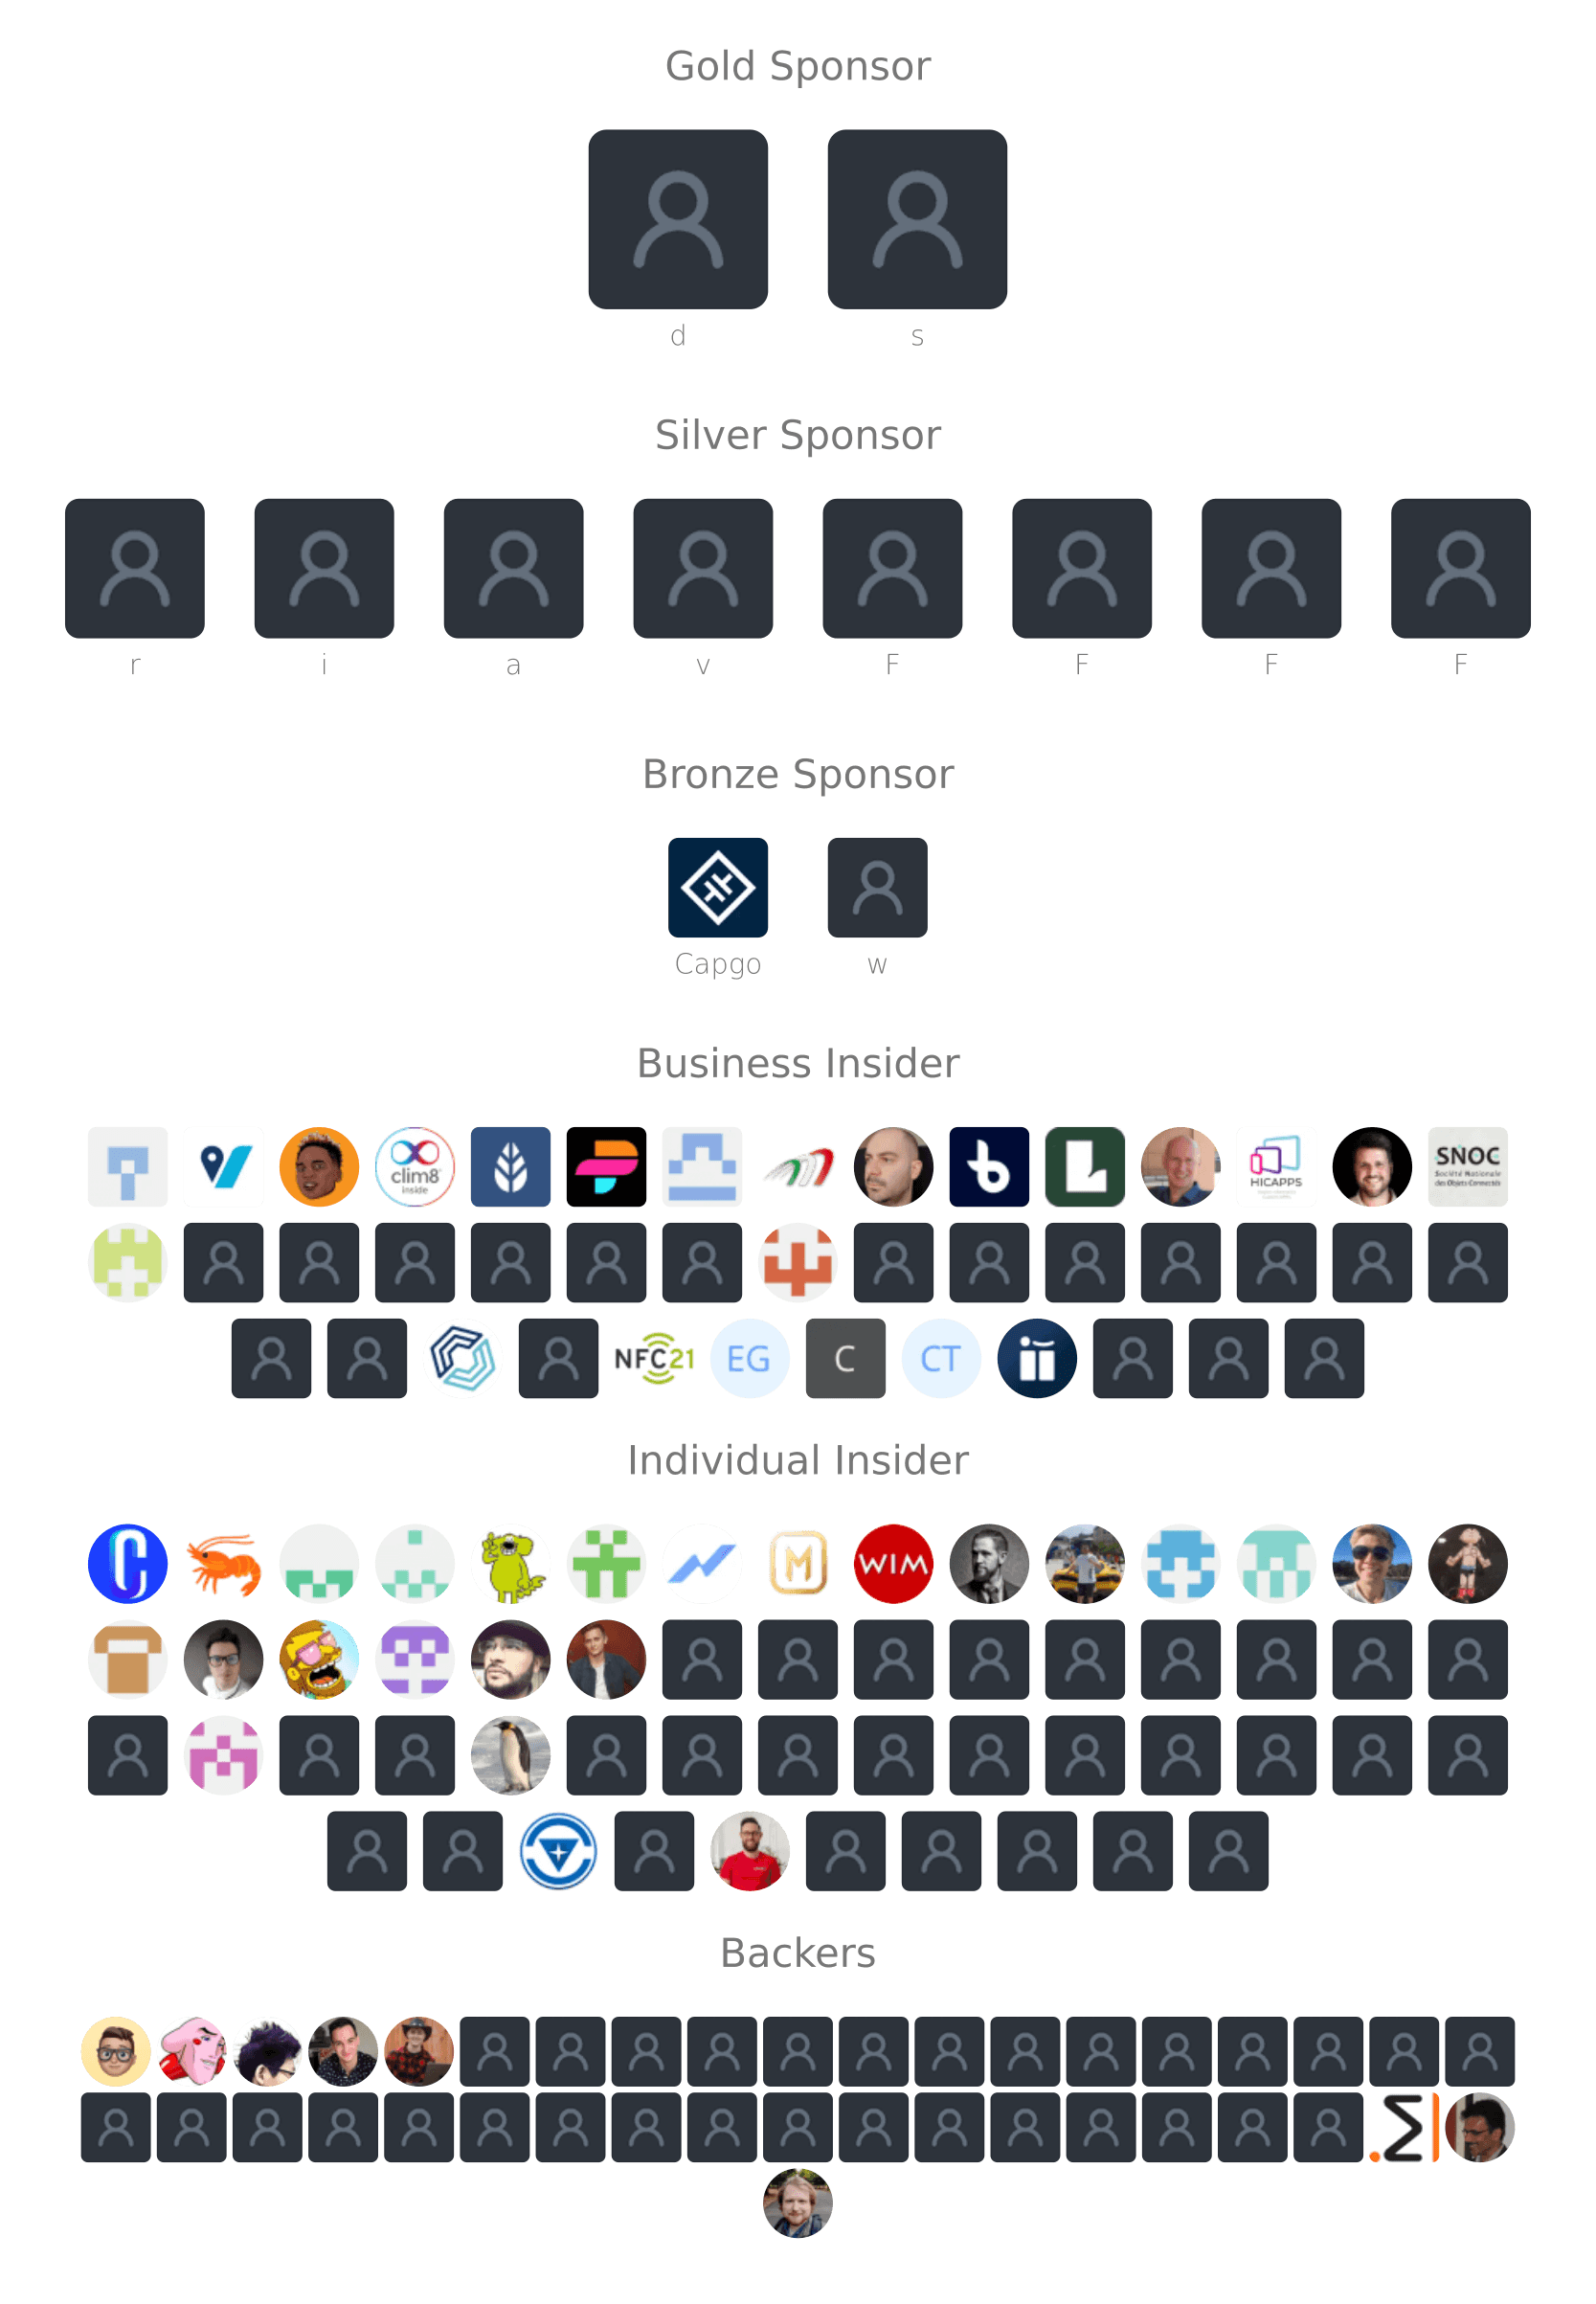 Gold Sponsor
d s
Silver Sponsor
r i a v F F F F
Bronze Sponsor
Capgo w
Business Insider
clim8
inside
HICAPPS
SNOC
Société Nationale
des Objets Connectés
NFC21 EG C CT
Individual Insider
M WIM
Backers